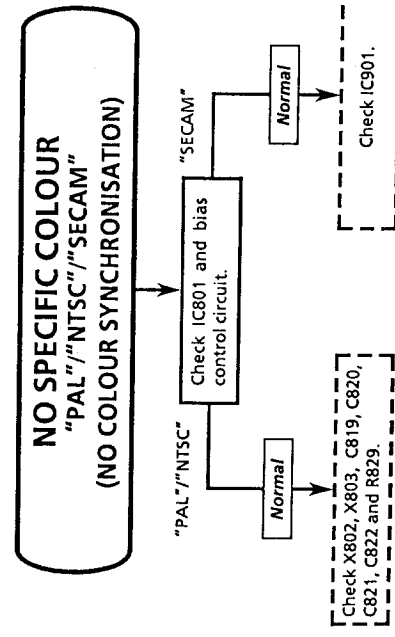 NO SPECIFIC COLOUR
"PAL"/"NTSC"/"SECAM"
(NO COLOUR SYNCHRONISATION)
Check IC801 and bias
control circuit.
"PAL"/"NTSC"
Normal
Check X802, X803, C819, C820,
C821, C822 and R829.
"SECAM"
Normal
Check IC901.